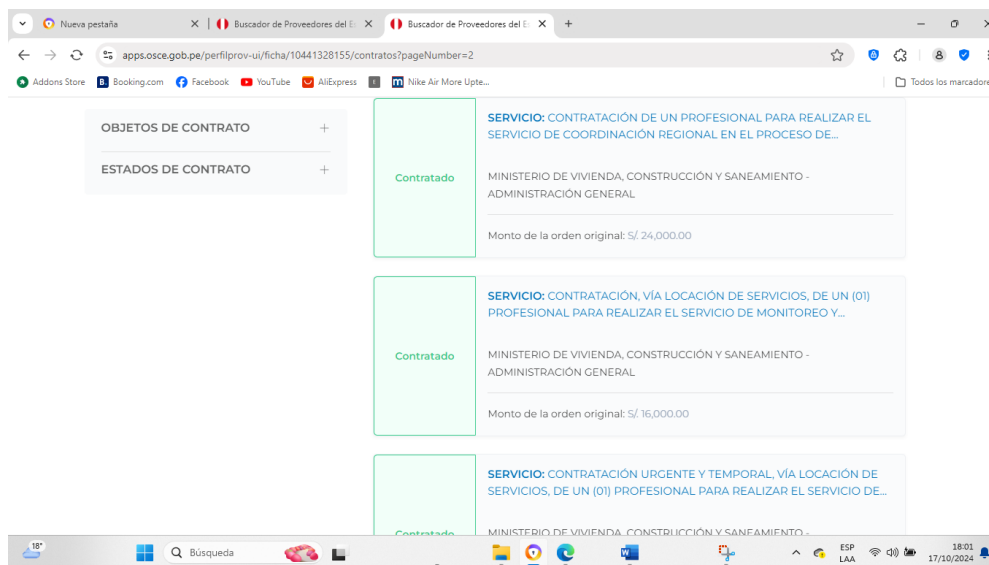 Nueva pestaña
Buscador de Proveedores del E
Buscador de Proveedores del E
apps.osce.gob.pe/perfilprov-ui/ficha/10441328155/contratos?pageNumber=2
Addons Store
Booking.com
Facebook
YouTube
AliExpress
Nike Air More Upte...
Todos los marcadore
OBJETOS DE CONTRATO
ESTADOS DE CONTRATO
Contratado
SERVICIO: CONTRATACIÓN DE UN PROFESIONAL PARA REALIZAR EL
SERVICIO DE COORDINACIÓN REGIONAL EN EL PROCESO DE...
MINISTERIO DE VIVIENDA, CONSTRUCCIÓN Y SANEAMIENTO -
ADMINISTRACIÓN GENERAL
Monto de la orden original: S/. 24,000.00
Contratado
SERVICIO: CONTRATACIÓN, VÍA LOCACIÓN DE SERVICIOS, DE UN (01)
PROFESIONAL PARA REALIZAR EL SERVICIO DE MONITOREO Y...
MINISTERIO DE VIVIENDA, CONSTRUCCIÓN Y SANEAMIENTO -
ADMINISTRACIÓN GENERAL
Monto de la orden original: S/. 16,000.00
Contratado
SERVICIO: CONTRATACIÓN URGENTE Y TEMPORAL, VÍA LOCACIÓN DE
SERVICIOS, DE UN (01) PROFESIONAL PARA REALIZAR EL SERVICIO DE...
MINISTERIO DE VIVIENDA, CONSTRUCCIÓN Y SANEAMIENTO -
18°
Búsqueda
ESP
LAA
18:01
17/10/2024